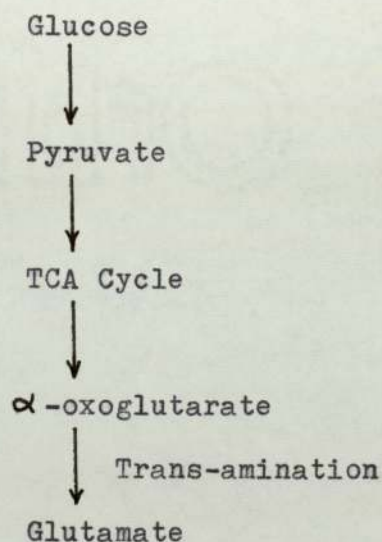 Glucose
Pyruvate
TCA Cycle
α-oxoglutarate
Trans-amination
Glutamate